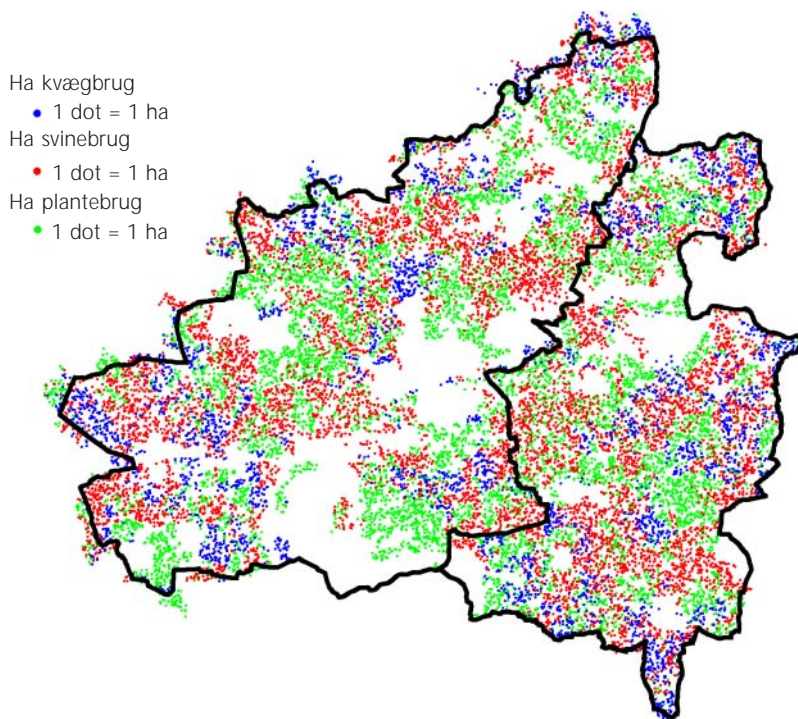 Ha kvægbrug
1 dot = 1 ha
Ha svinebrug
1 dot = 1 ha
Ha plantebrug
1 dot = 1 ha